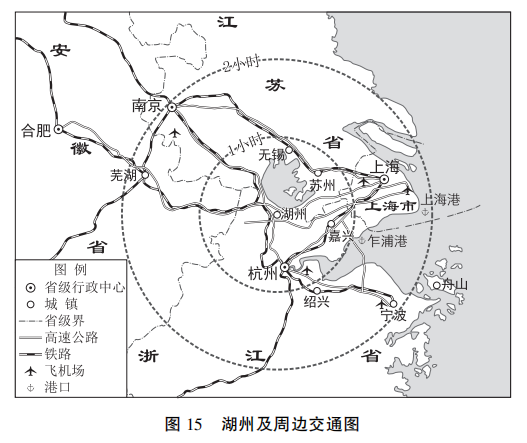 江
安
2小时
苏
南京
合肥
徽
1小时
无锡
省
芜湖
苏州
上海
上海港
湖州
上海市
省
嘉兴
乍浦港
杭州
舟山
绍兴
宁波
浙
江
省
图例
省级行政中心
城镇
省级界
高速公路
铁路
飞机场
港口
图 15 湖州及周边交通图